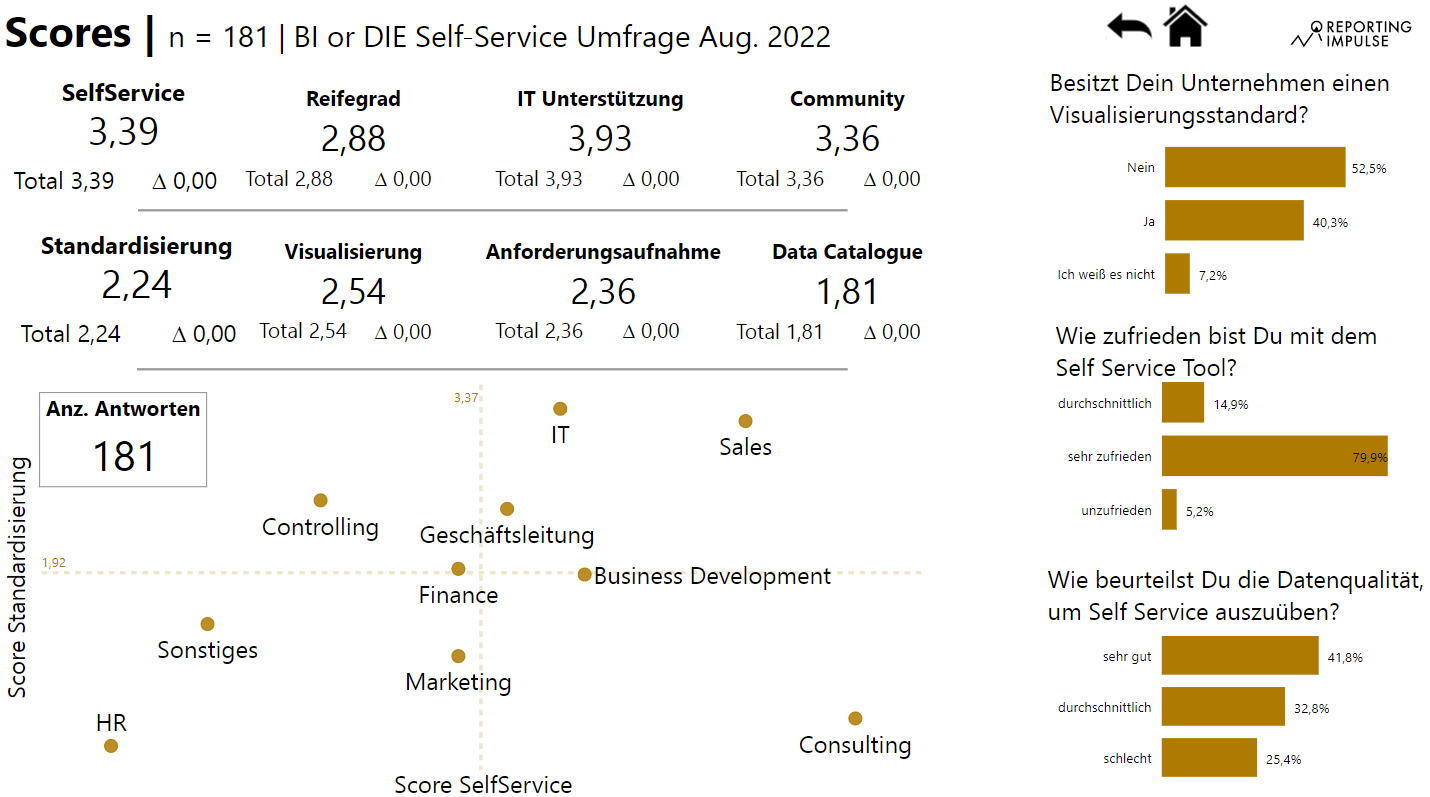 Scores | n = 181 | BI or DIE Self-Service Umfrage Aug. 2022
REPORTING
IMPULSE
SelfService
3,39
Total 3,39 Δ 0,00
Reifegrad
2,88
Total 2,88 Δ 0,00
IT Unterstützung
3,93
Total 3,93 Δ 0,00
Community
3,36
Total 3,36 Δ 0,00
Standardisierung
2,24
Total 2,24 Δ 0,00
Visualisierung
2,54
Total 2,54 Δ 0,00
Anforderungsaufnahme
2,36
Total 2,36 Δ 0,00
Data Catalogue
1,81
Total 1,81 Δ 0,00
Anz. Antworten
181
Score Standardisierung
3,37
IT
Sales
Controlling
Geschäftsleitung
1,92
Finance
Business Development
Sonstiges
Marketing
HR
Consulting
Score SelfService
Besitzt Dein Unternehmen einen
Visualisierungsstandard?
Nein 52,5%
Ja 40,3%
Ich weiß es nicht 7,2%
Wie zufrieden bist Du mit dem
Self Service Tool?
durchschnittlich 14,9%
sehr zufrieden 79,9%
unzufrieden 5,2%
Wie beurteilst Du die Datenqualität,
um Self Service auszuüben?
sehr gut 41,8%
durchschnittlich 32,8%
schlecht 25,4%